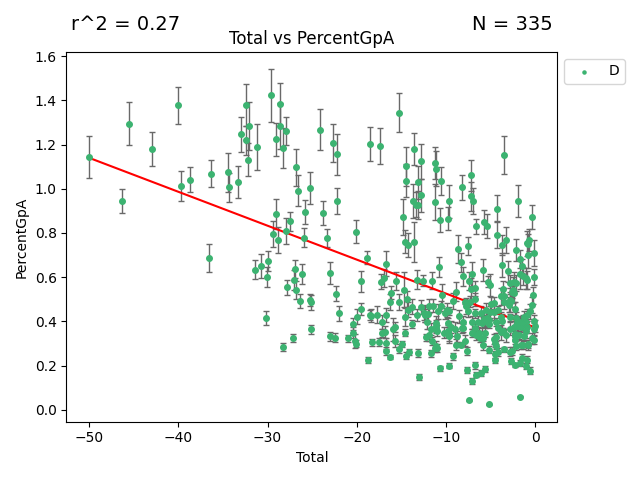 r^2 = 0.27
N = 335
Total vs PercentGpA
D
1.6
1.4
1.2
1.0
0.8
0.6
0.4
0.2
0.0
PercentGpA
−50
−40
−30
−20
−10
0
Total